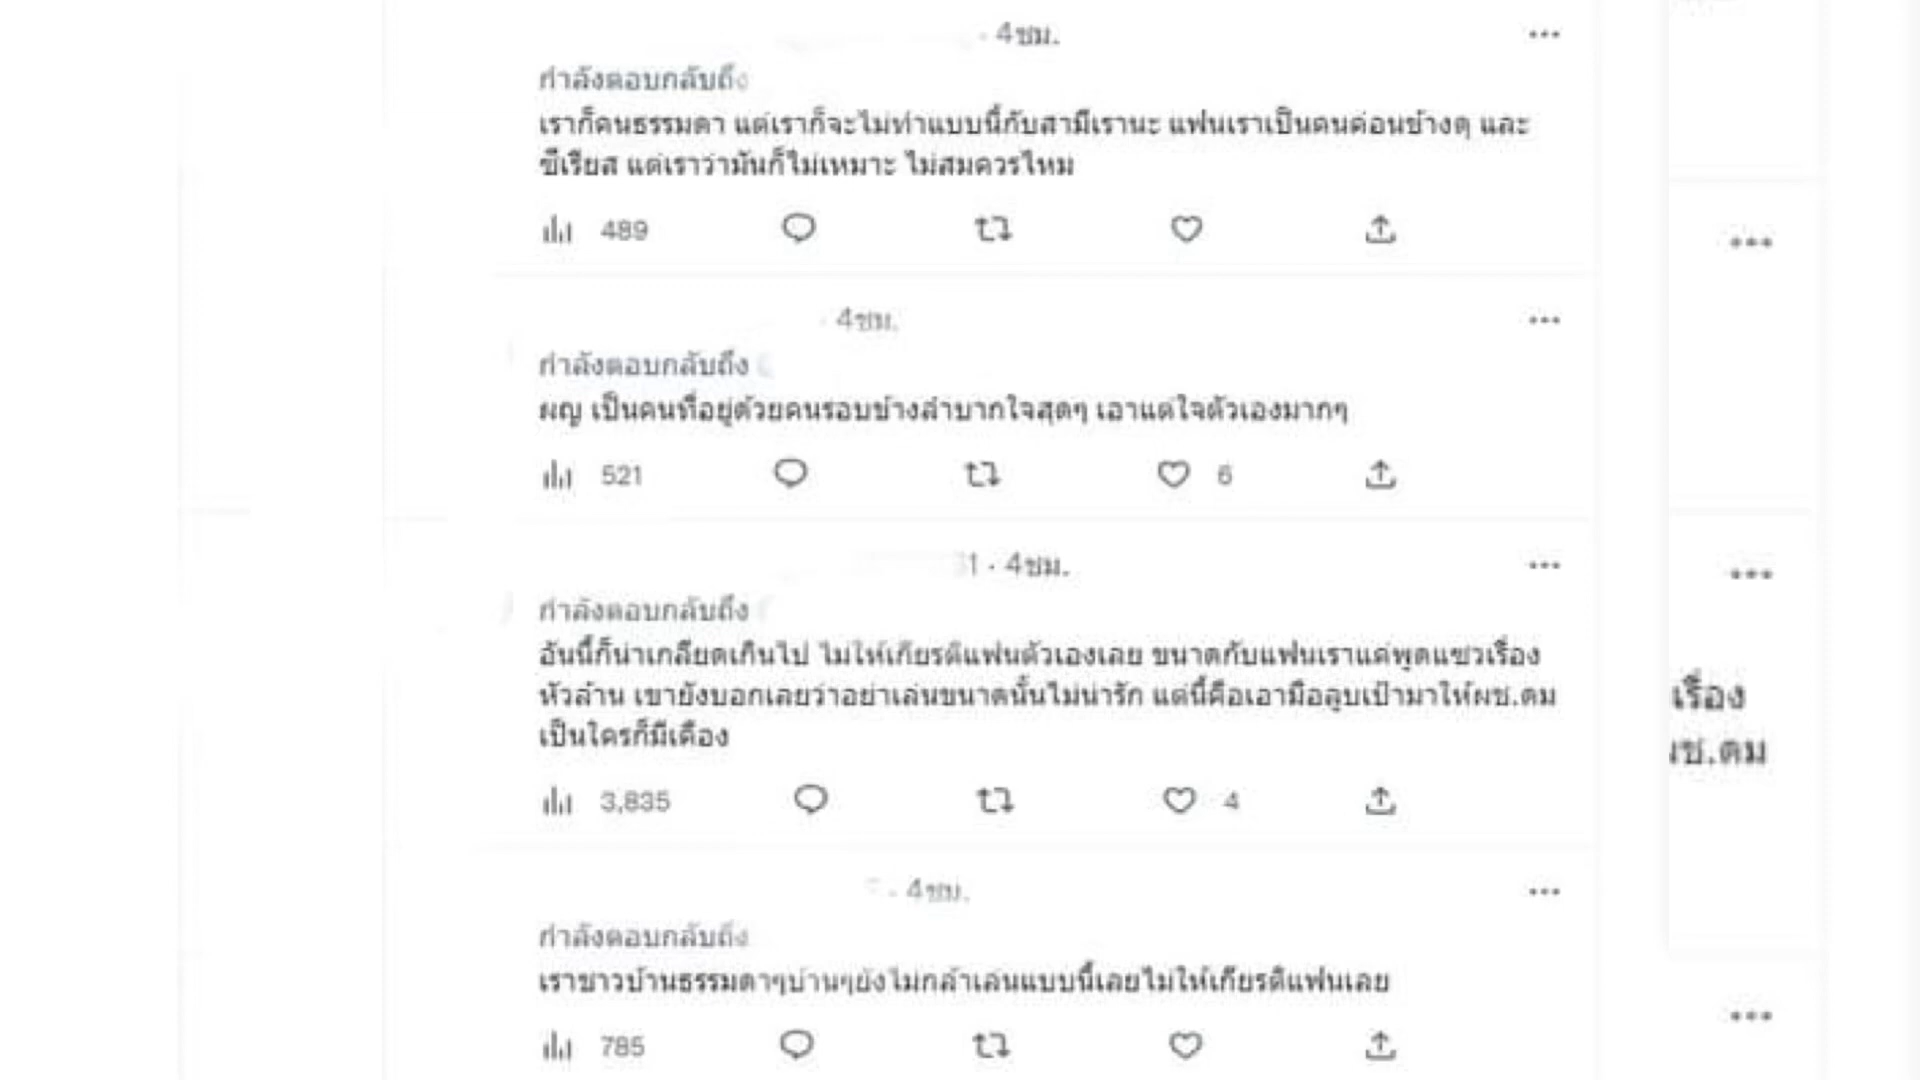 · 4ชม.
กำลังตอบกลับถึง
เราก็คนธรรมดา แต่เราก็จะไม่ทำแบบนี้กับสามีเรานะ แฟนเราเป็นคนค่อนข้างดุ และ
ซีเรียส แต่เราว่ามันก็ไม่เหมาะ ไม่สมควรไหม
489
· 4ชม.
กำลังตอบกลับถึง
ผญ เป็นคนที่อยู่ด้วยคนรอบข้างลำบากใจสุดๆ เอาแต่ใจตัวเองมากๆ
521 6
1 · 4ชม.
กำลังตอบกลับถึง
อันนี้ก็น่าเกลียดเกินไป ไม่ให้เกียรติแฟนตัวเองเลย ขนาดกับแฟนเราแค่พูดแซวเรื่อง
หัวล้าน เขายังบอกเลยว่าอย่าเล่นขนาดนั้นไม่น่ารัก แต่นี้คือเอามือลูบเป้ามาให้ผช.ดม
เป็นใครก็มีเคือง
3,835 4
· 4ชม.
กำลังตอบกลับถึง
เราชาวบ้านธรรมดาๆบ้านๆยังไม่กล้าเล่นแบบนี้เลยไม่ให้เกียรติแฟนเลย
785
เรื่อง
ผช.ดม